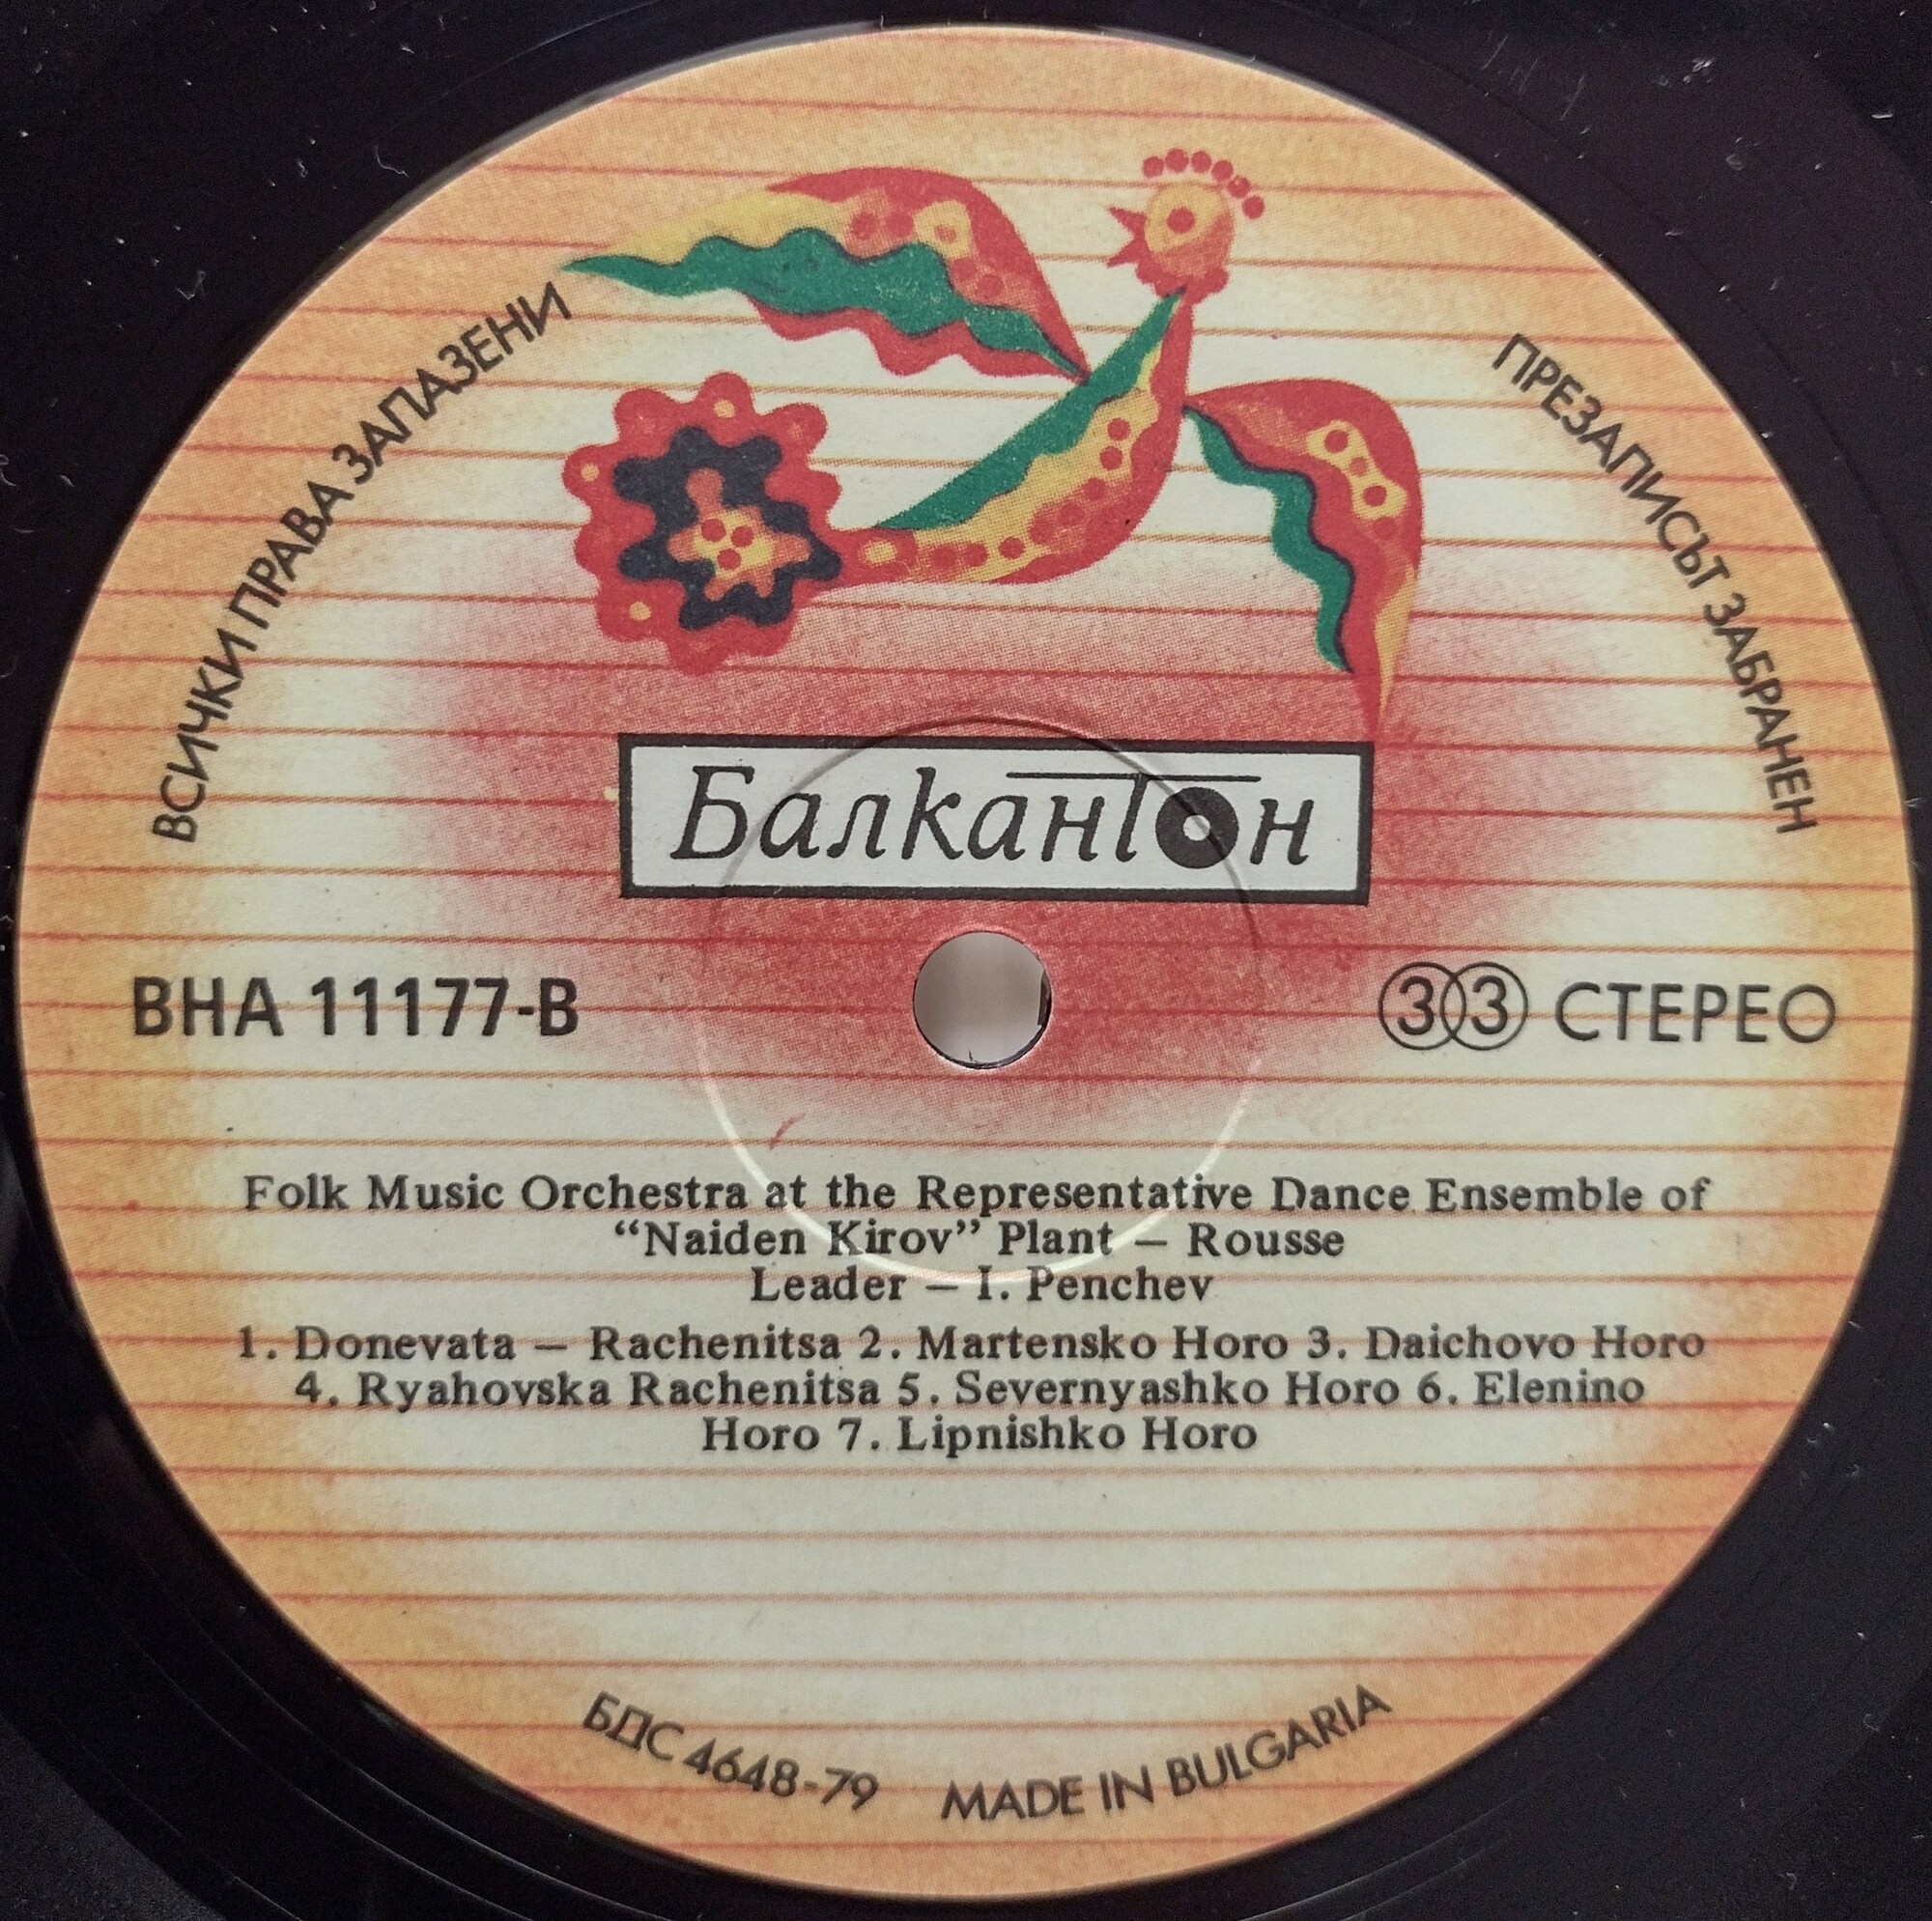 ВСИЧКИ ПРАВА ЗАПАЗЕНИ
ПРЕЗАПИСЪТ ЗАБРАНЕН
Балкантон
ВНА 11177-В
33 СТЕРЕО
Folk Music Orchestra at the Representative Dance Ensemble of
“Naiden Kirov” Plant — Rousse
Leader — I. Penchev
1. Donevata — Rachenitsa 2. Martensko Horo 3. Daichovo Horo
4. Ryahovska Rachenitsa 5. Severnyashko Horo 6. Elenino
Horo 7. Lipnishko Horo
БДС 4648-79 MADE IN BULGARIA